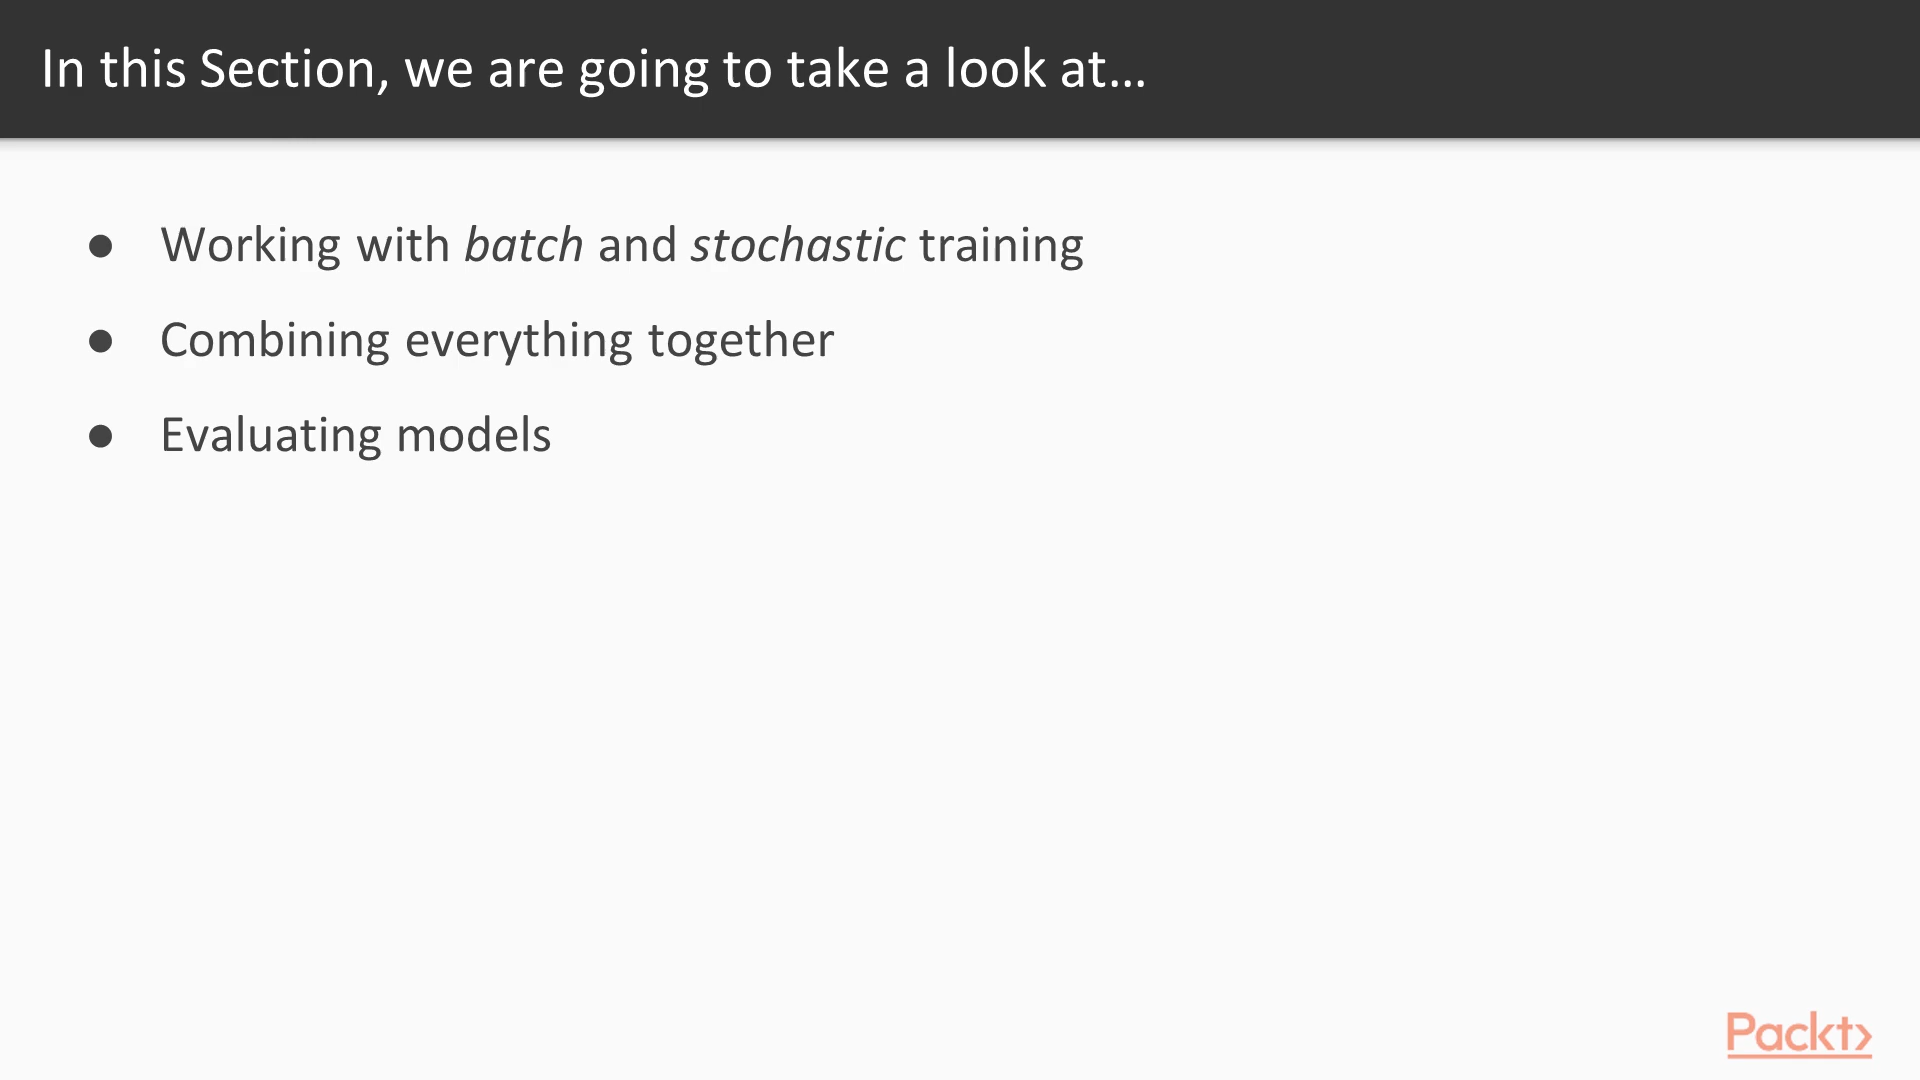 In this Section, we are going to take a look at...
● Working with batch and stochastic training
● Combining everything together
● Evaluating models
Packt>